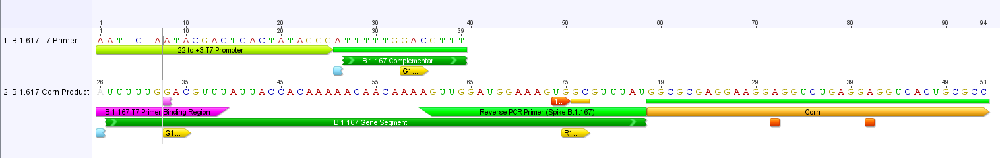 1 10 20 30 40 50 60 70 80 90 94
1 10 20 30 39
1. B.1.617 T7 Primer AATTCTAATACGACTCACTATAGGGATTTTTGGACGTTT
-22 to +3 T7 Promoter
B.1.167 Complementar...
G1...
26 35 45 55 65 75 19 29 39 49 53
2. B.1.617 Corn Product AUUUUUGGACGUUUAUUACCACAAAAACAACAAAAGUUGGAUGGAAAGUGGCGUUUAUGGCGCGAGGAAGGAGGUCUGAGGAGGUCACUGCGCC
1..
B.1.167 T7 Primer Binding Region Reverse PCR Primer (Spike B.1.167) Corn
B.1.167 Gene Segment
G1... R1...